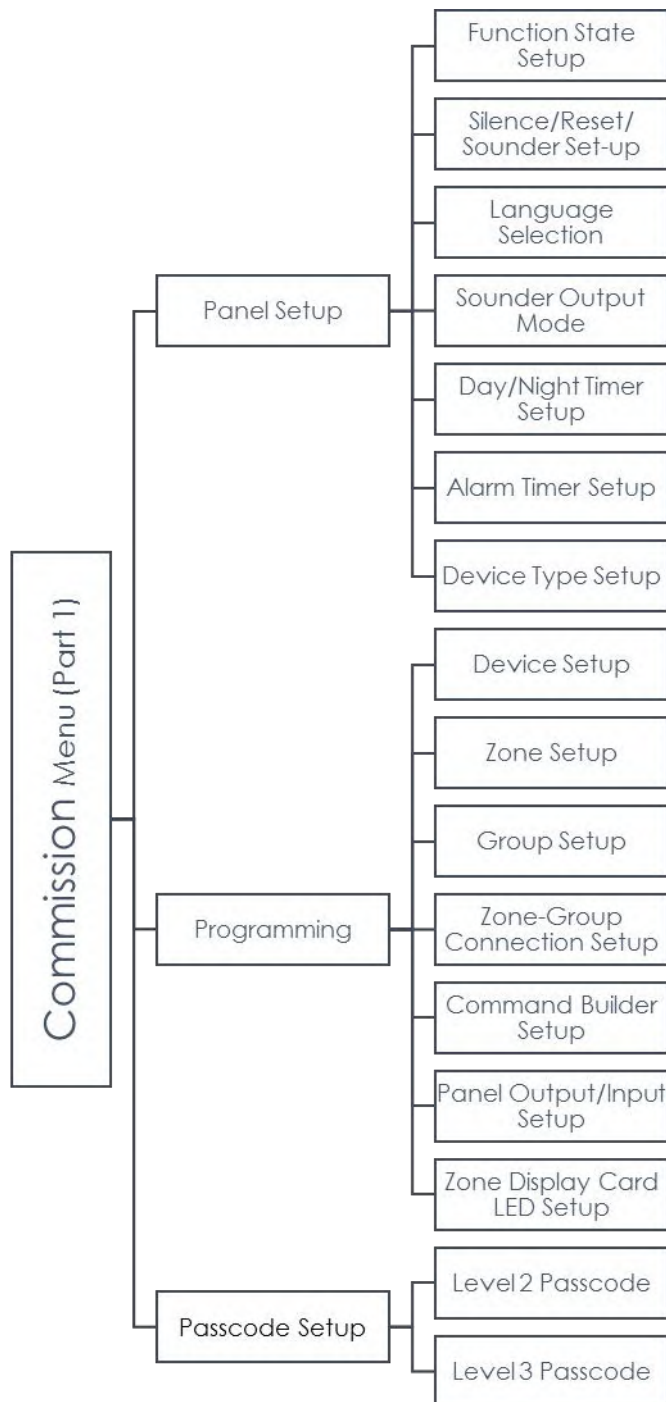 Commission Menu (Part 1)
Panel Setup
Function State
Setup
Silence/Reset/
Sounder Set-up
Language
Selection
Sounder Output
Mode
Day/Night Timer
Setup
Alarm Timer Setup
Device Type Setup
Programming
Device Setup
Zone Setup
Group Setup
Zone-Group
Connection Setup
Command Builder
Setup
Panel Output/Input
Setup
Zone Display Card
LED Setup
Passcode Setup
Level 2 Passcode
Level 3 Passcode